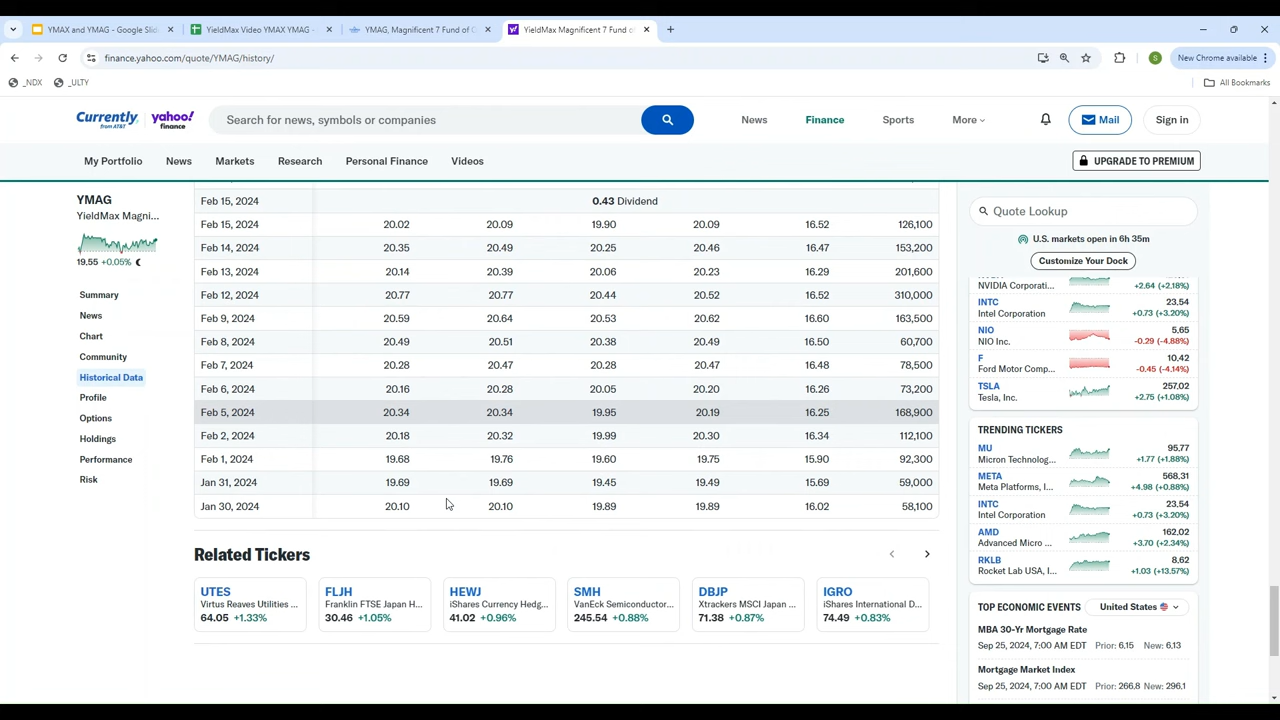 YMAX and YMAG - Google Slid
YieldMax Video YMAX YMAG -
YMAG, Magnificent 7 Fund of O
YieldMax Magnificent 7 Fund of
finance.yahoo.com/quote/YMAG/history/
S
New Chrome available
_NDX
_ULTY
All Bookmarks
Currently
from AT&T
yahoo!
finance
Search for news, symbols or companies
News
Finance
Sports
More
Mail
Sign in
My Portfolio
News
Markets
Research
Personal Finance
Videos
UPGRADE TO PREMIUM
YMAG
YieldMax Magni...
19.55 +0.05%
Summary
News
Chart
Community
Historical Data
Profile
Options
Holdings
Performance
Risk
Feb 15, 2024 0.43 Dividend
Feb 15, 2024 20.02 20.09 19.90 20.09 16.52 126,100
Feb 14, 2024 20.35 20.49 20.25 20.46 16.47 153,200
Feb 13, 2024 20.14 20.39 20.06 20.23 16.29 201,600
Feb 12, 2024 20.77 20.77 20.44 20.52 16.52 310,000
Feb 9, 2024 20.59 20.64 20.53 20.62 16.60 163,500
Feb 8, 2024 20.49 20.51 20.38 20.49 16.50 60,700
Feb 7, 2024 20.28 20.47 20.28 20.47 16.48 78,500
Feb 6, 2024 20.16 20.28 20.05 20.20 16.26 73,200
Feb 5, 2024 20.34 20.34 19.95 20.19 16.25 168,900
Feb 2, 2024 20.18 20.32 19.99 20.30 16.34 112,100
Feb 1, 2024 19.68 19.76 19.60 19.75 15.90 92,300
Jan 31, 2024 19.69 19.69 19.45 19.49 15.69 59,000
Jan 30, 2024 20.10 20.10 19.89 19.89 16.02 58,100
Related Tickers
UTES
Virtus Reaves Utilities ...
64.05 +1.33%
FLJH
Franklin FTSE Japan H...
30.46 +1.05%
HEWJ
iShares Currency Hedg...
41.02 +0.96%
SMH
VanEck Semiconductor...
245.54 +0.88%
DBJP
Xtrackers MSCI Japan ...
71.38 +0.87%
IGRO
iShares International D...
74.49 +0.83%
Quote Lookup
U.S. markets open in 6h 35m
Customize Your Dock
NVIDIA Corporati... +2.64 (+2.18%)
INTC 23.54
Intel Corporation +0.73 (+3.20%)
NIO 5.65
NIO Inc. -0.29 (-4.88%)
F 10.42
Ford Motor Comp... -0.45 (-4.14%)
TSLA 257.02
Tesla, Inc. +2.75 (+1.08%)
TRENDING TICKERS
MU 95.77
Micron Technolog... +1.77 (+1.88%)
META 568.31
Meta Platforms, I... +4.98 (+0.88%)
INTC 23.54
Intel Corporation +0.73 (+3.20%)
AMD 162.02
Advanced Micro ... +3.70 (+2.34%)
RKLB 8.62
Rocket Lab USA, I... +1.03 (+13.57%)
TOP ECONOMIC EVENTS
United States
MBA 30-Yr Mortgage Rate
Sep 25, 2024, 7:00 AM EDT Prior: 6.15 New: 6.13
Mortgage Market Index
Sep 25, 2024, 7:00 AM EDT Prior: 266.8 New: 296.1